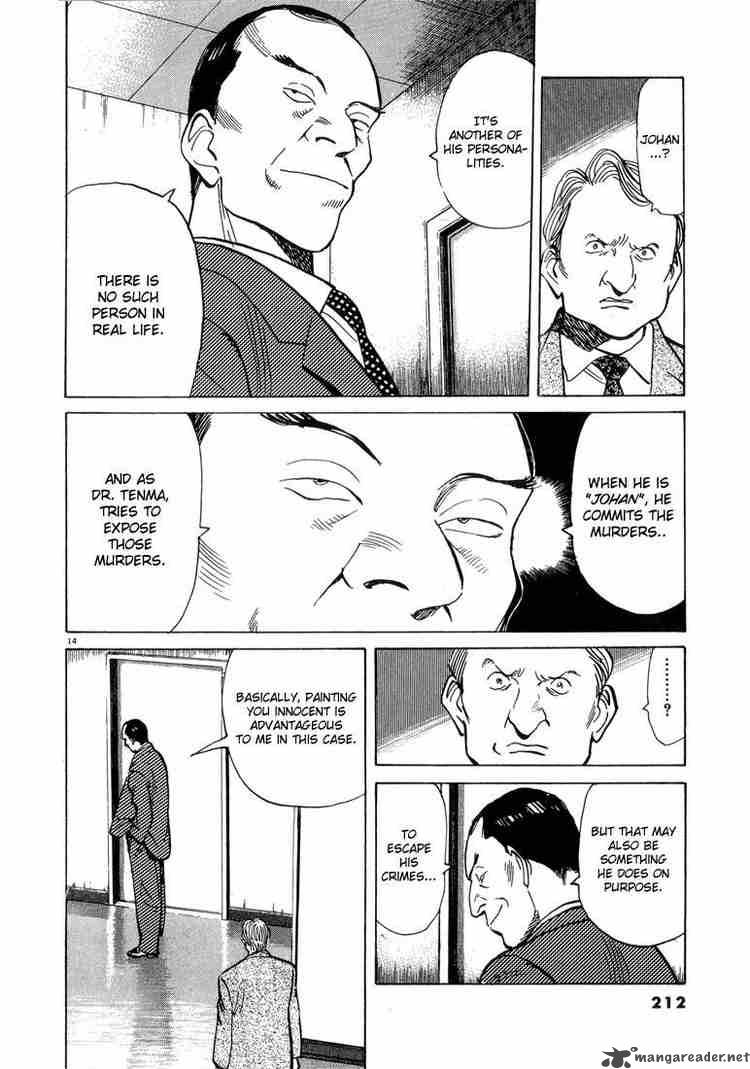 JOHAN
...?
IT'S
ANOTHER OF
HIS PERSONA-
LITIES.
THERE IS
NO SUCH
PERSON IN
REAL LIFE.
WHEN HE IS
"JOHAN", HE
COMMITS THE
MURDERS..
AND AS
DR. TENMA,
TRIES TO
EXPOSE
THOSE
MURDERS.
14
.........?
BUT THAT MAY
ALSO BE
SOMETHING
HE DOES ON
PURPOSE.
TO
ESCAPE
HIS
CRIMES...
BASICALLY, PAINTING
YOU INNOCENT IS
ADVANTAGEOUS
TO ME IN THIS CASE.
212
mangareader.net